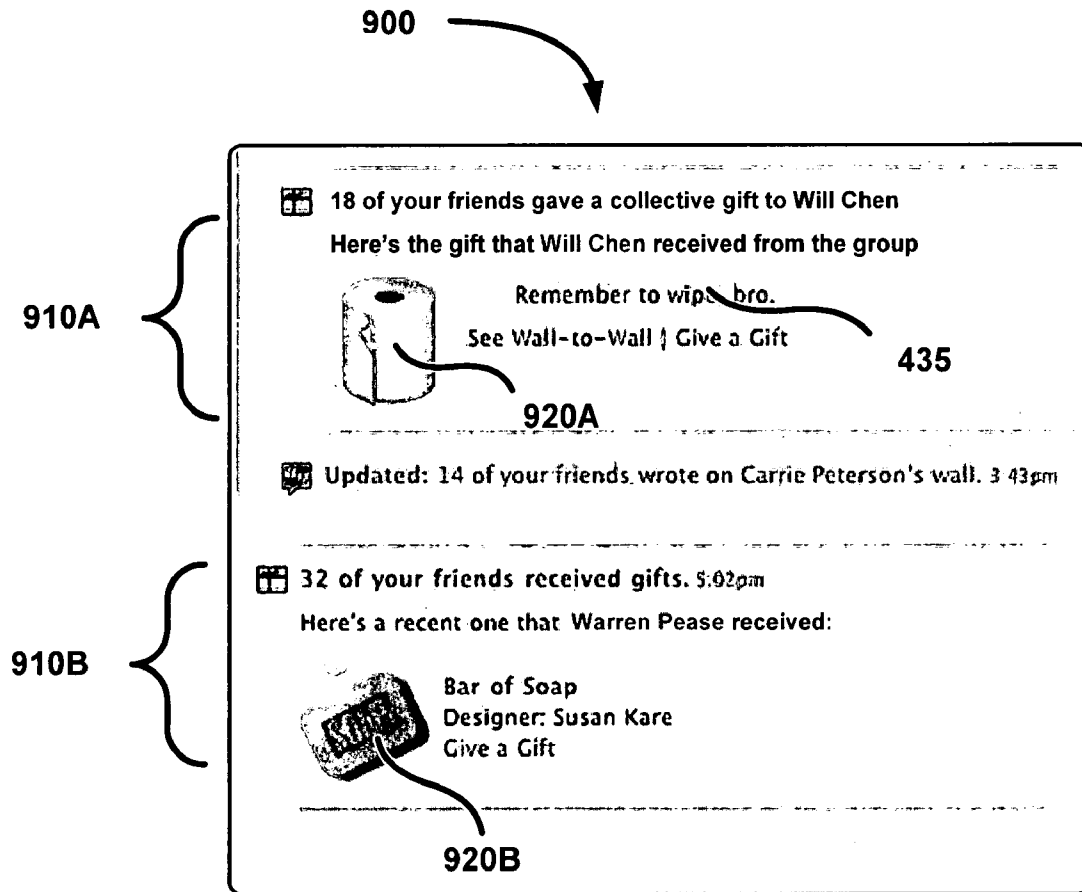 900
18 of your friends gave a collective gift to Will Chen
Here's the gift that Will Chen received from the group
910A
Remember to wipe bro.
See Wall-to-Wall | Give a Gift
435
920A
Updated: 14 of your friends wrote on Carrie Peterson's wall. 3:43pm
32 of your friends received gifts. 5:02pm
Here's a recent one that Warren Pease received:
910B
Bar of Soap
Designer: Susan Kare
Give a Gift
920B